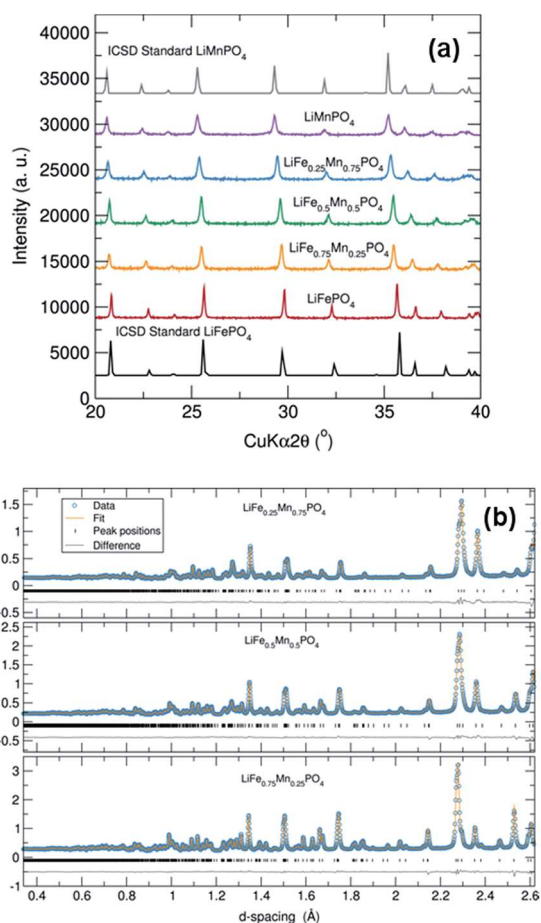 (a)
40000
35000
30000
25000
20000
15000
10000
5000
0
Intensity (a. u.)
ICSD Standard LiMnPO₄
LiMnPO₄
LiFe₀.₂₅Mn₀.₇₅PO₄
LiFe₀.₅Mn₀.₅PO₄
LiFe₀.₇₅Mn₀.₂₅PO₄
LiFePO₄
ICSD Standard LiFePO₄
20 25 30 35 40
CuKα2θ (°)
(b)
Data
Fit
Peak positions
Difference
LiFe₀.₂₅Mn₀.₇₅PO₄
1.5
1
0.5
0
-0.5
LiFe₀.₅Mn₀.₅PO₄
2.5
2
1.5
1
0.5
0
-0.5
LiFe₀.₇₅Mn₀.₂₅PO₄
3
2
1
0
-1
0.4 0.6 0.8 1 1.2 1.4 1.6 1.8 2 2.2 2.4 2.6
d-spacing (Å)